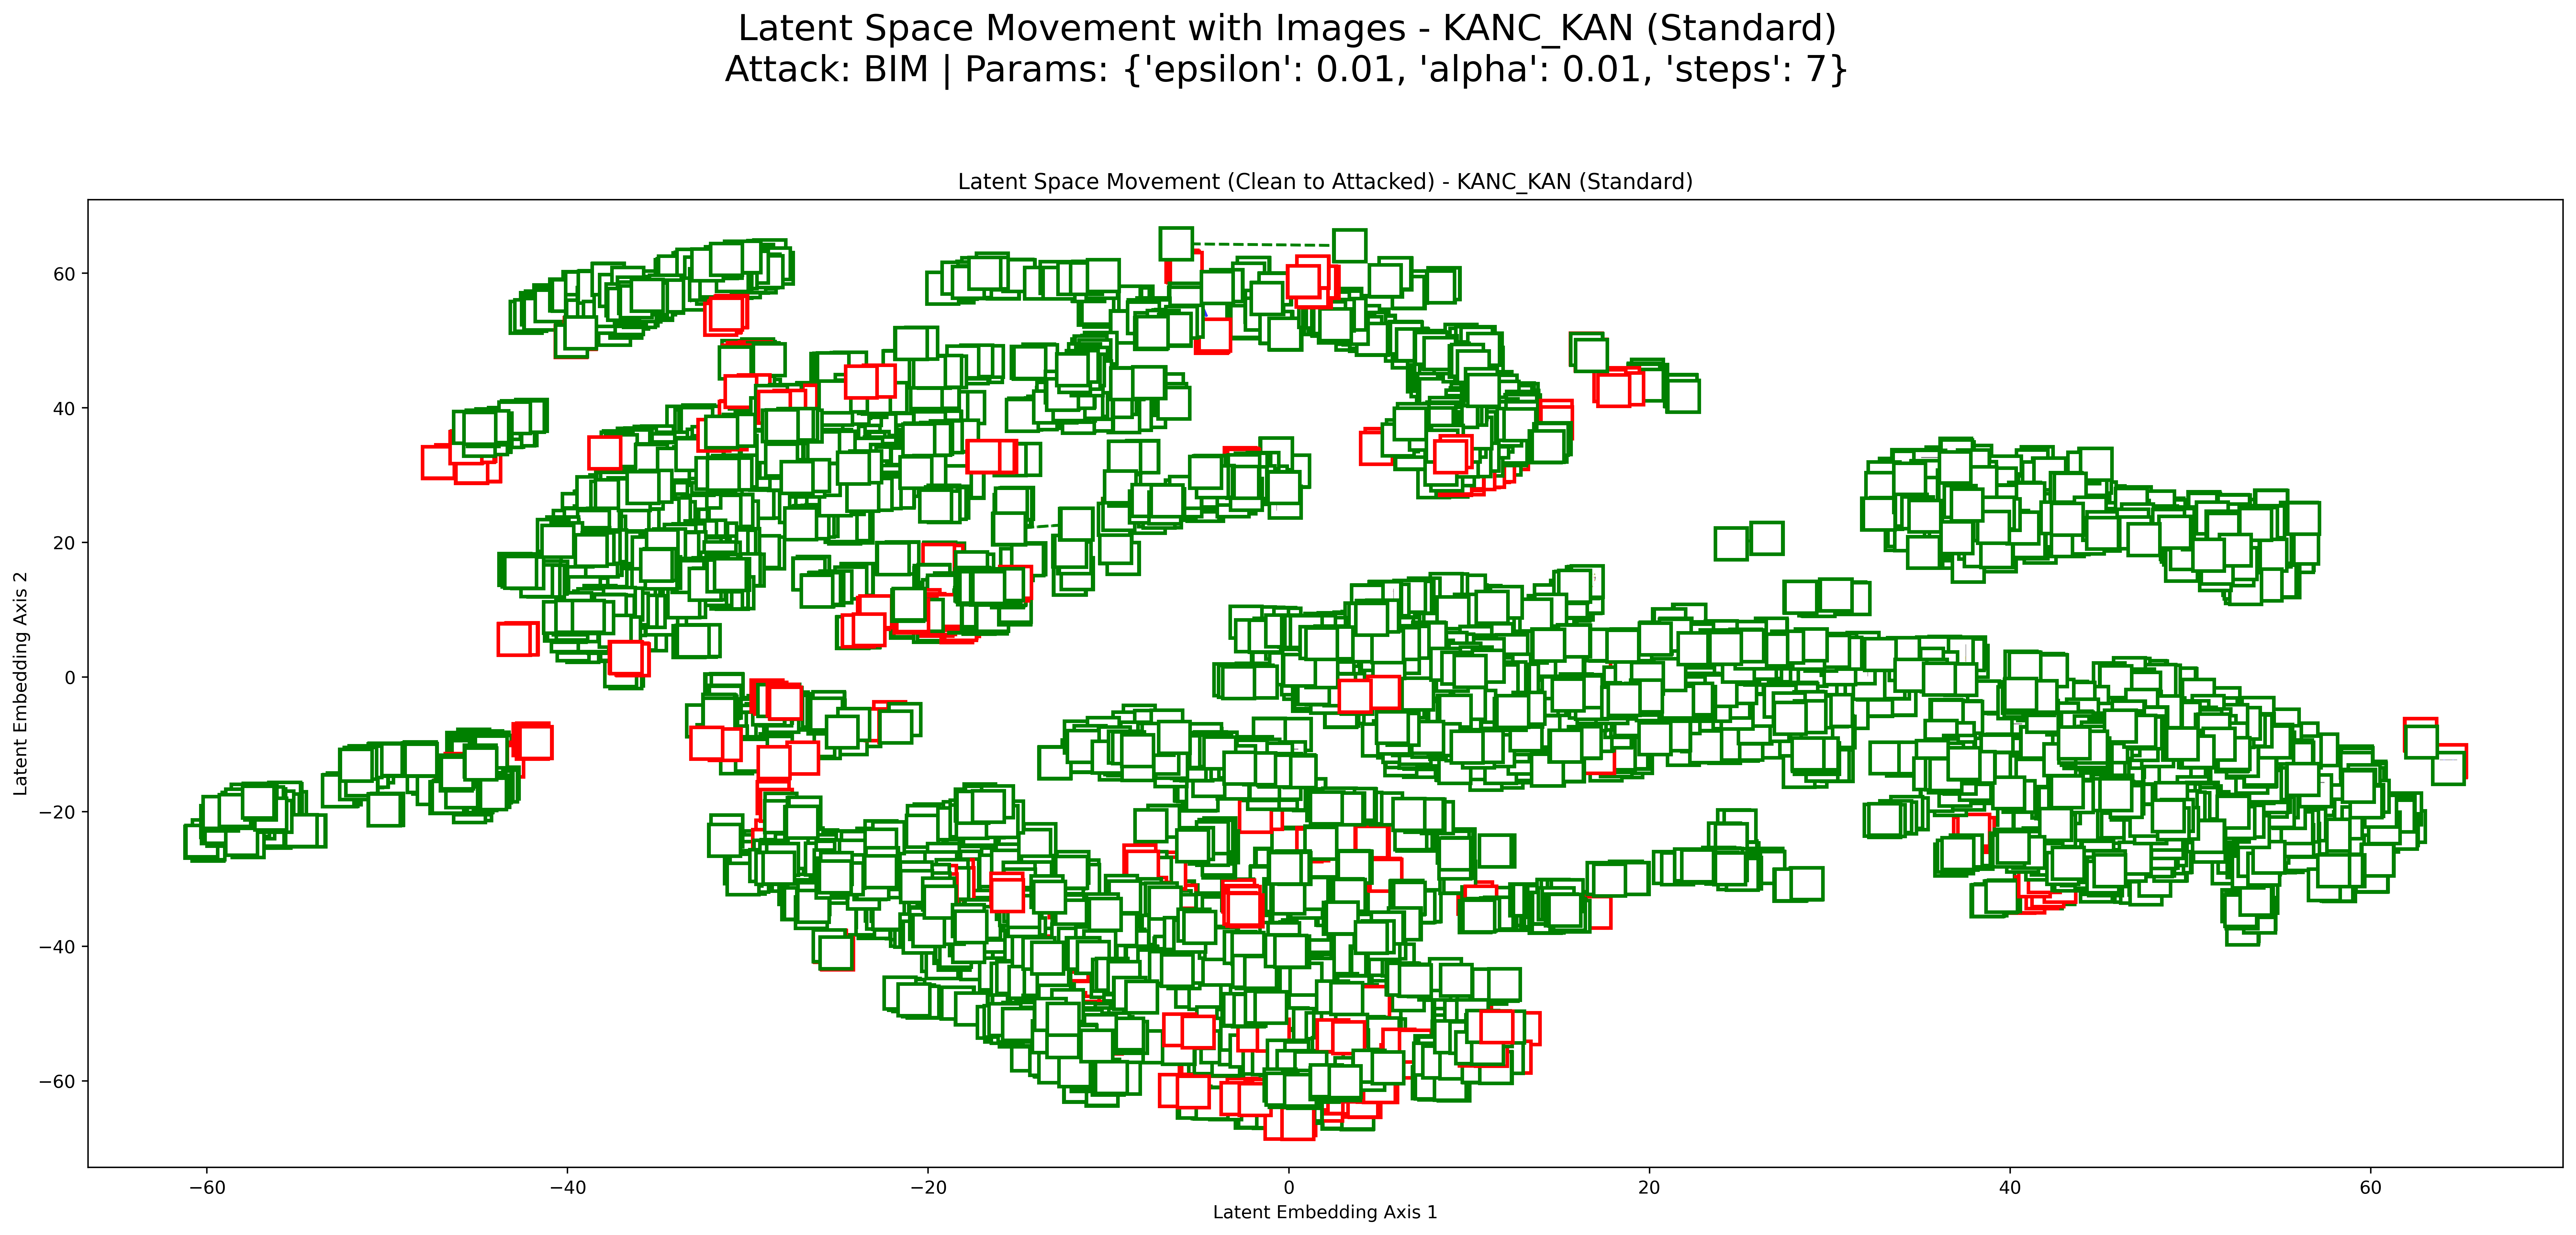 Latent Space Movement with Images - KANC_KAN (Standard)
Attack: BIM | Params: {'epsilon': 0.01, 'alpha': 0.01, 'steps': 7}
Latent Space Movement (Clean to Attacked) - KANC_KAN (Standard)
60
40
20
0
−20
−40
−60
Latent Embedding Axis 2
−60
−40
−20
0
20
40
60
Latent Embedding Axis 1